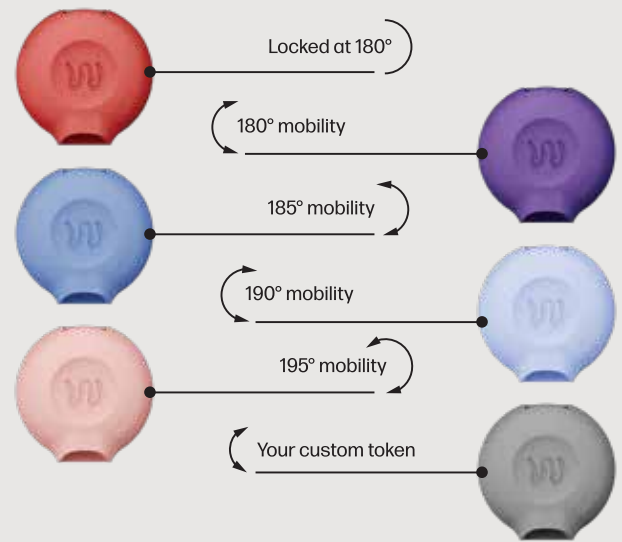 Locked at 180°
180° mobility
185° mobility
190° mobility
195° mobility
Your custom token